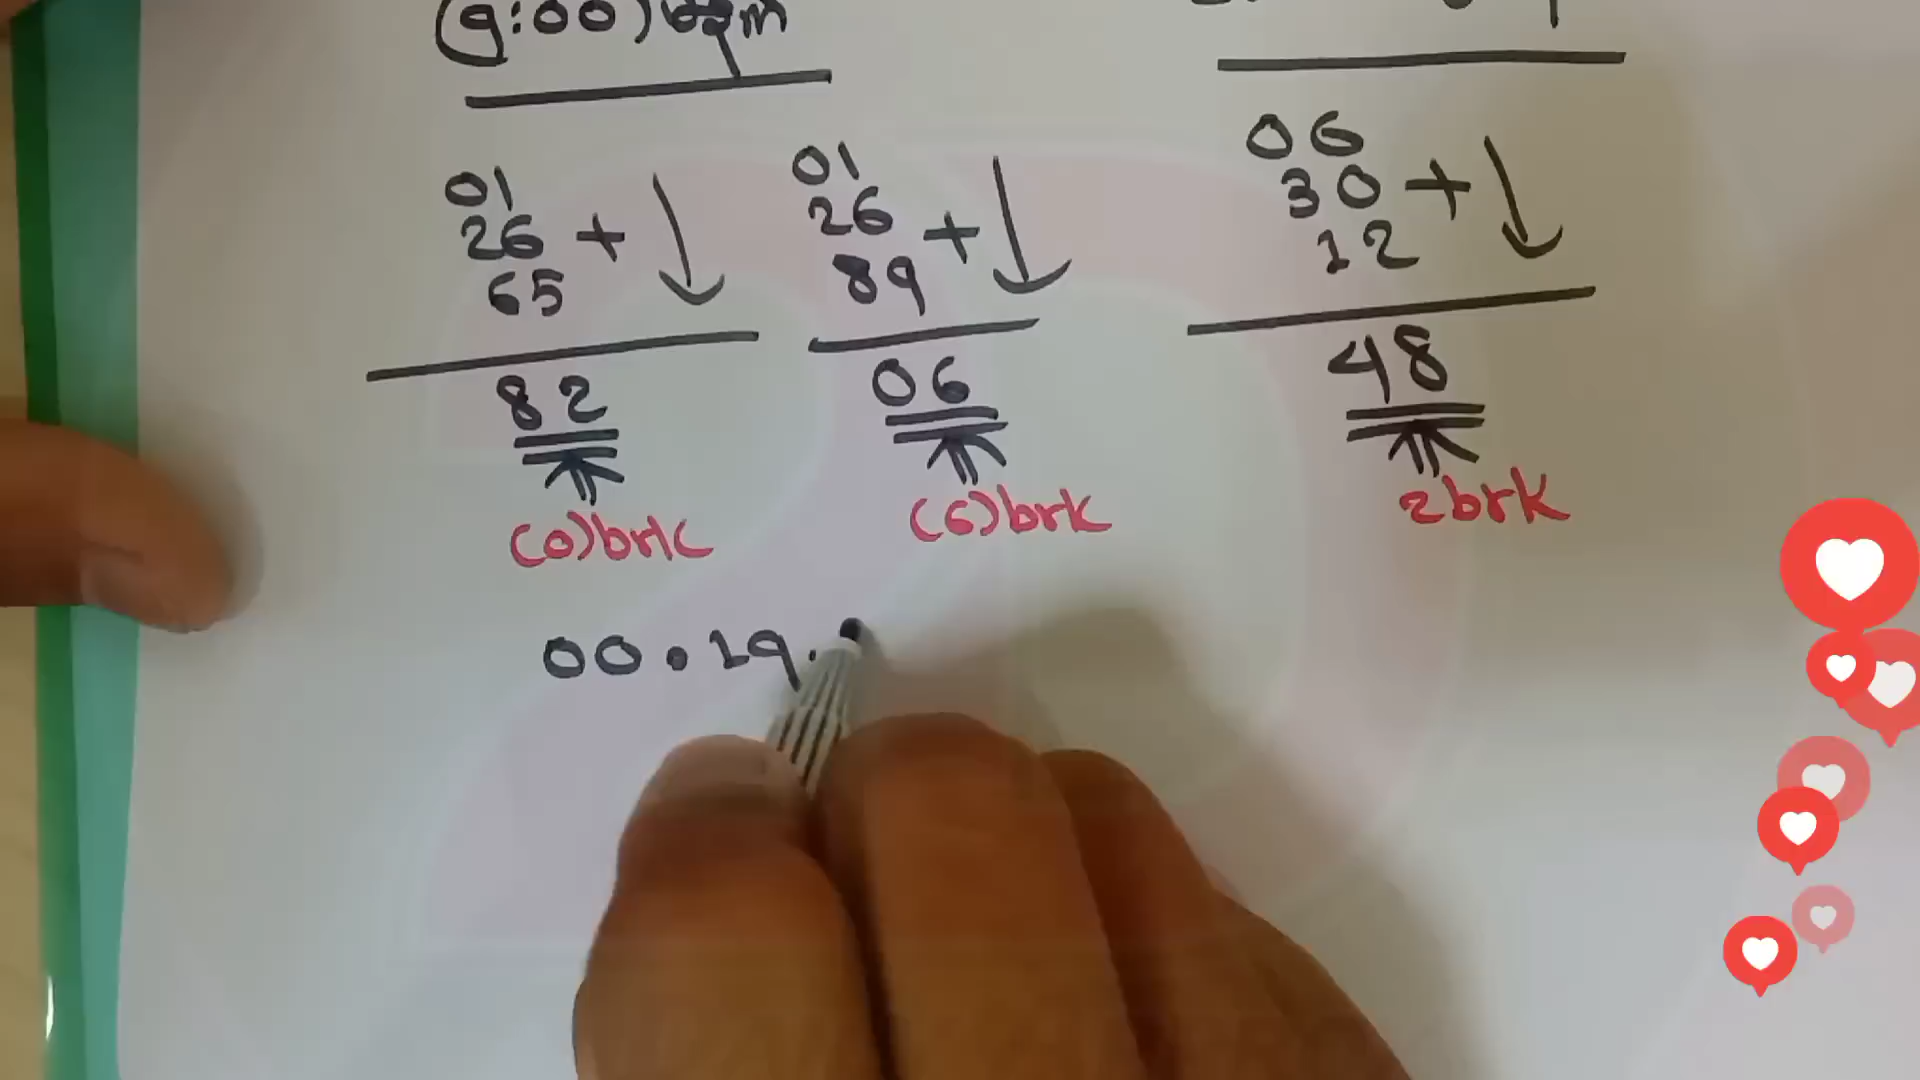 (9:00)
01 01 06
26 + 26 + 30 +
65 89 12
82 06 48
(0)brk (6)brk 2brk
00.19.